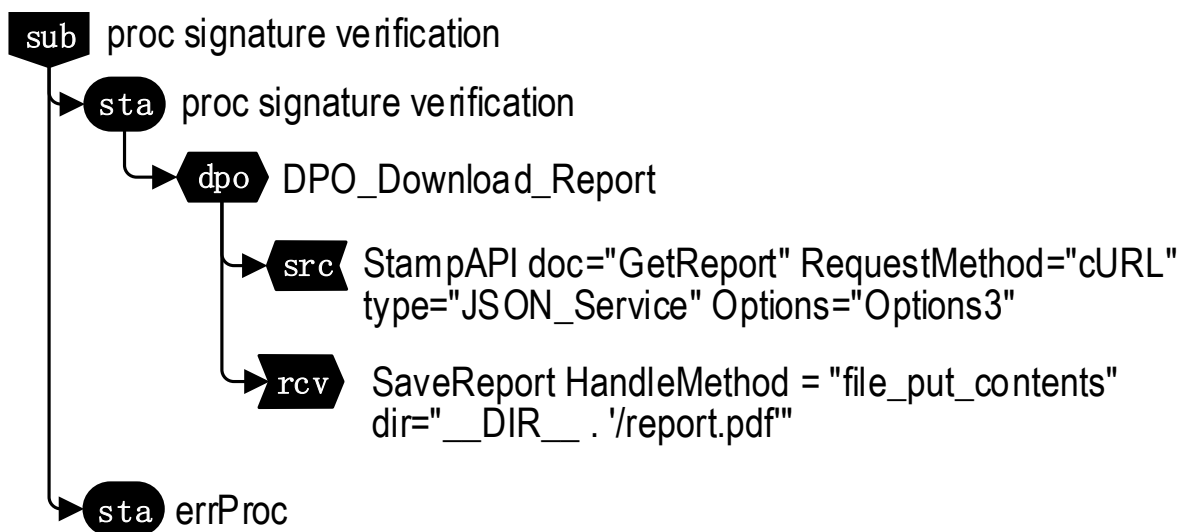 sub proc signature verification
sta proc signature verification
dpo DPO_Download_Report
src StampAPI doc="GetReport" RequestMethod="cURL"
type="JSON_Service" Options="Options3"
rcv SaveReport HandleMethod = "file_put_contents"
dir="__DIR__ . '/report.pdf'"
sta errProc